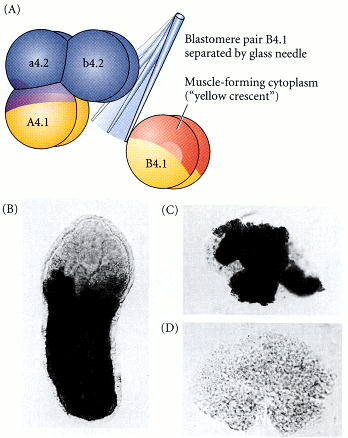 (A)
a4.2
b4.2
A4.1
B4.1
Blastomere pair B4.1
separated by glass needle
Muscle-forming cytoplasm
(“yellow crescent”)
(B)
(C)
(D)